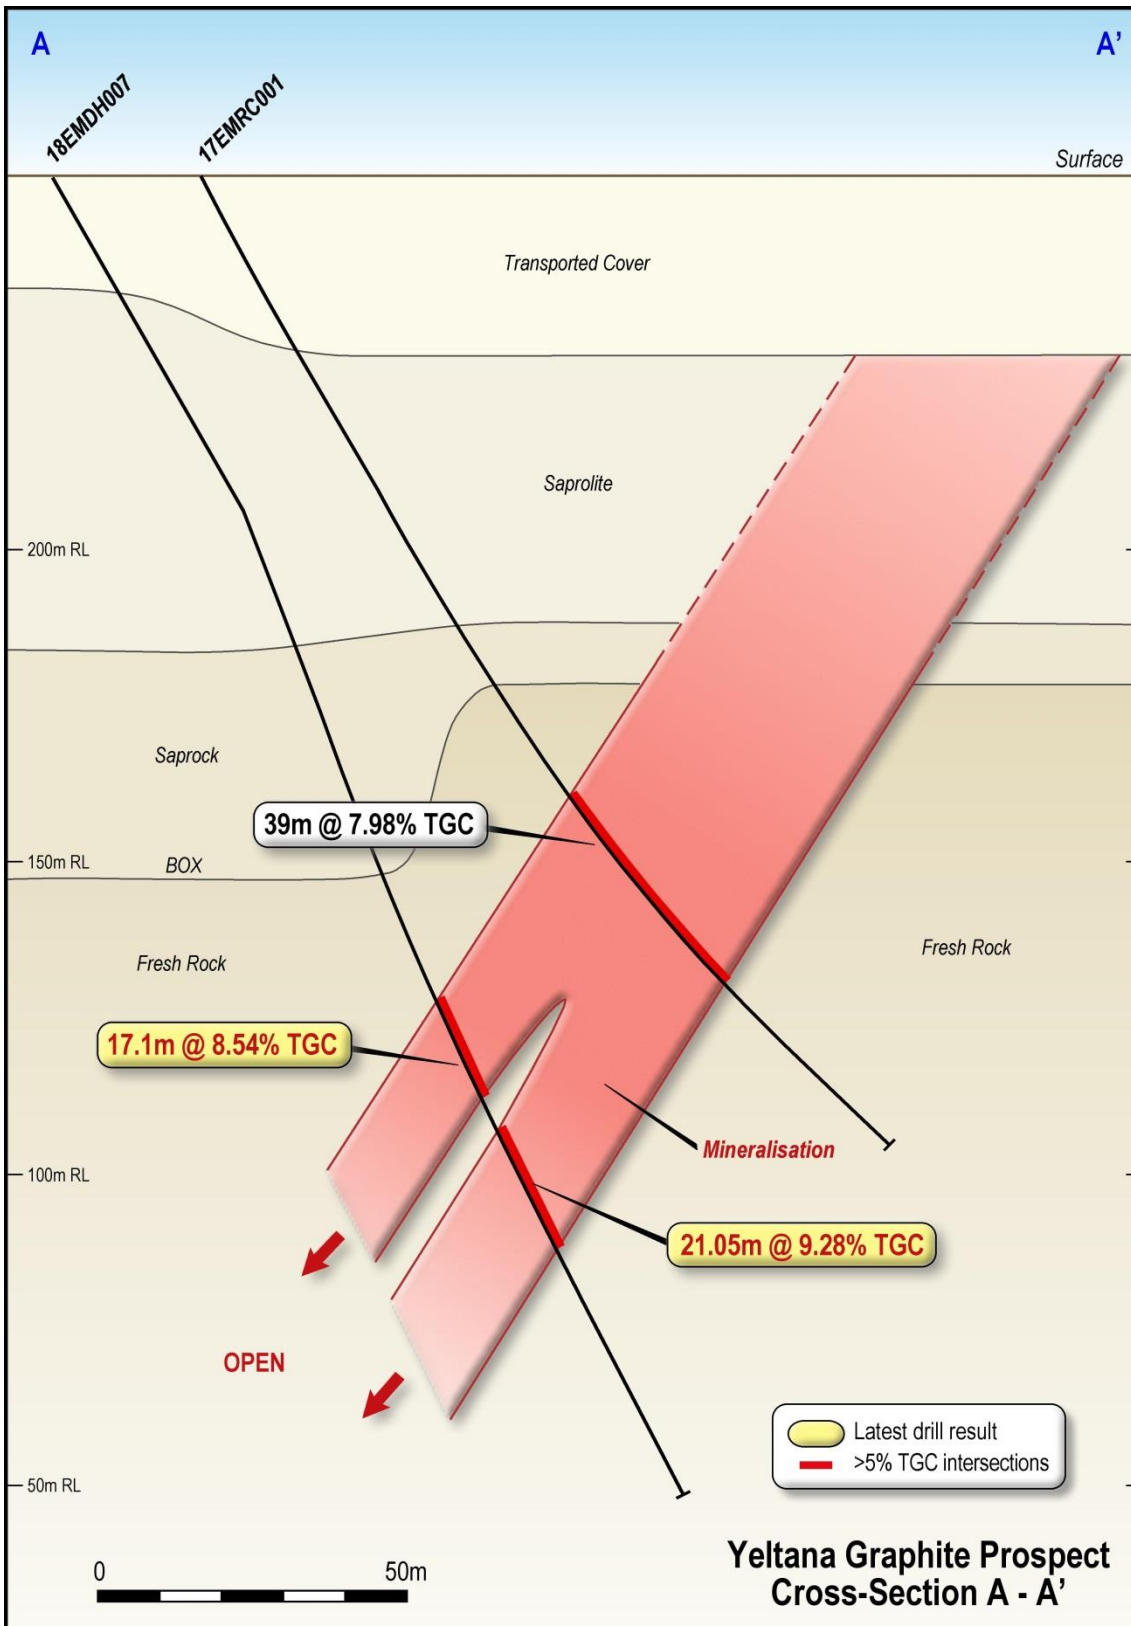 A
A’
18EMDH007
17EMRC001
Surface
Transported Cover
Saprolite
200m RL
Saprock
39m @ 7.98% TGC
150m RL
BOX
Fresh Rock
Fresh Rock
17.1m @ 8.54% TGC
Mineralisation
100m RL
21.05m @ 9.28% TGC
OPEN
Latest drill result
>5% TGC intersections
50m RL
0
50m
Yeltana Graphite Prospect
Cross-Section A - A’